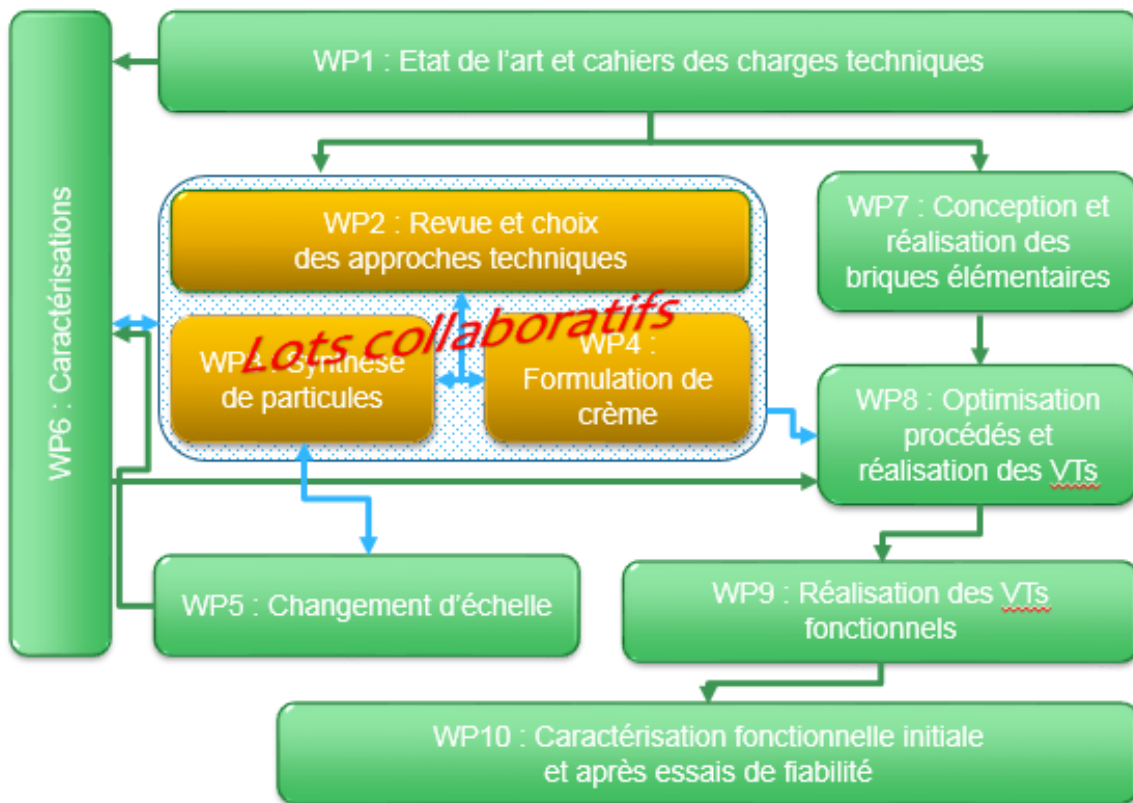 WP1 : Etat de l'art et cahiers des charges techniques
WP6 : Caractérisations
WP2 : Revue et choix
des approches techniques
WP7 : Conception et
réalisation des
briques élémentaires
Lots collaboratifs
WP3 : Synthèse
de particules
WP4 :
Formulation de
crème
WP8 : Optimisation
procédés et
réalisation des VTs
WP5 : Changement d'échelle
WP9 : Réalisation des VTs
fonctionnels
WP10 : Caractérisation fonctionnelle initiale
et après essais de fiabilité